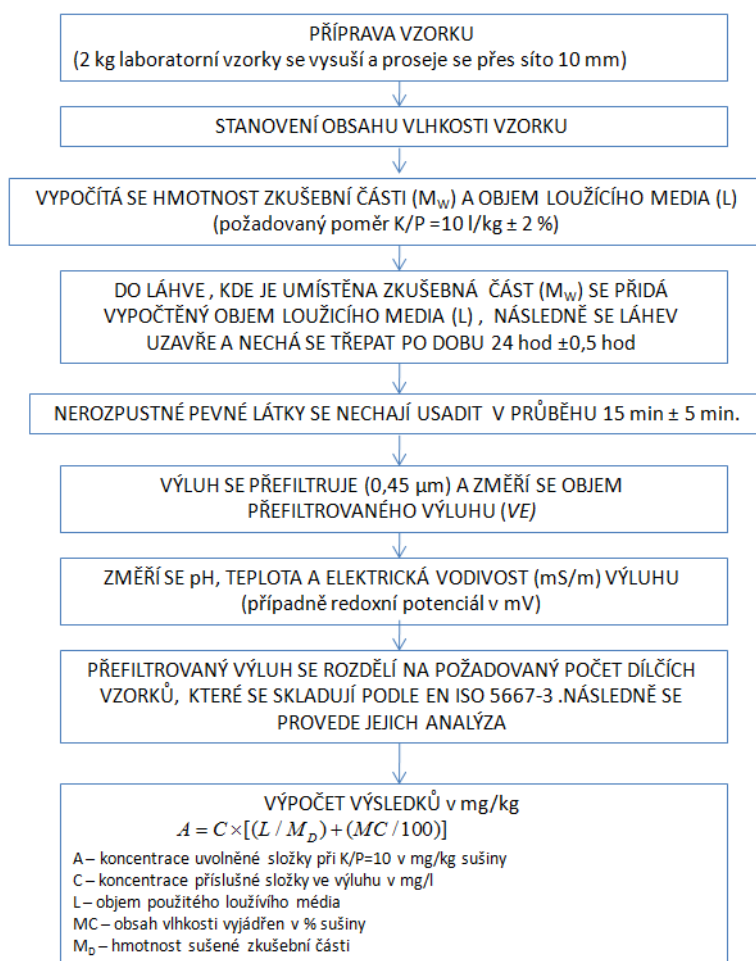 PŘÍPRAVA VZORKU
(2 kg laboratorní vzorky se vysuší a proseje se přes síto 10 mm)
STANOVENÍ OBSAHU VLHKOSTI VZORKU
VYPOČÍTÁ SE HMOTNOST ZKUŠEBNÍ ČÁSTI (MW) A OBJEM LOUŽÍCÍHO MEDIA (L)
(požadovaný poměr K/P =10 l/kg ± 2 %)
DO LÁHVE , KDE JE UMÍSTĚNA ZKUŠEBNÁ ČÁST (MW) SE PŘIDÁ
VYPOČTĚNÝ OBJEM LOUŽICÍHO MEDIA (L) , NÁSLEDNĚ SE LÁHEV
UZAVŘE A NECHÁ SE TŘEPAT PO DOBU 24 hod ±0,5 hod
NEROZPUSTNÉ PEVNÉ LÁTKY SE NECHAJÍ USADIT V PRŮBĚHU 15 min ± 5 min.
VÝLUH SE PŘEFILTRUJE (0,45 µm) A ZMĚŘÍ SE OBJEM
PŘEFILTROVANÉHO VÝLUHU (VE)
ZMĚŘÍ SE pH, TEPLOTA A ELEKTRICKÁ VODIVOST (mS/m) VÝLUHU
(případně redoxní potenciál v mV)
PŘEFILTROVANÝ VÝLUH SE ROZDĚLÍ NA POŽADOVANÝ POČET DÍLČÍCH
VZORKŮ, KTERÉ SE SKLADUJÍ PODLE EN ISO 5667-3 .NÁSLEDNĚ SE
PROVEDE JEJICH ANALÝZA
VÝPOČET VÝSLEDKŮ v mg/kg
A = C × [(L / MD) + (MC / 100)]
A – koncentrace uvolněné složky při K/P=10 v mg/kg sušiny
C – koncentrace příslušné složky ve výluhu v mg/l
L – objem použitého loužívího média
MC – obsah vlhkosti vyjádřen v % sušiny
MD – hmotnost sušené zkušební části